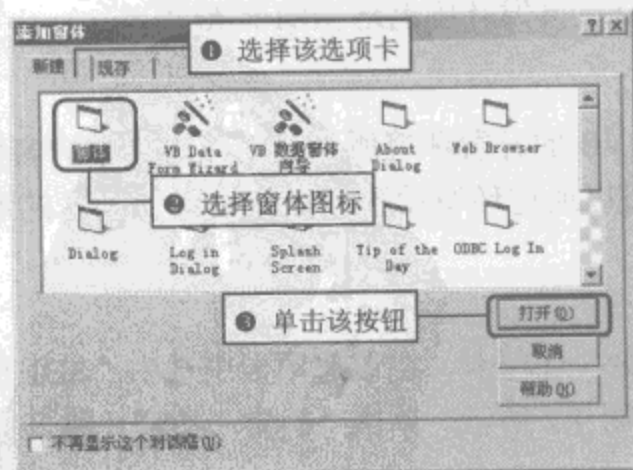 添加窗体
新建 现存
❶ 选择该选项卡
窗体
VB Data Form Wizard
VB 数据窗体向导
About Dialog
Web Browser
❷ 选择窗体图标
Dialog
Log in Dialog
Splash Screen
Tip of the Day
ODBC Log In
❸ 单击该按钮
打开(O)
取消
帮助(H)
不再显示这个对话框(D)